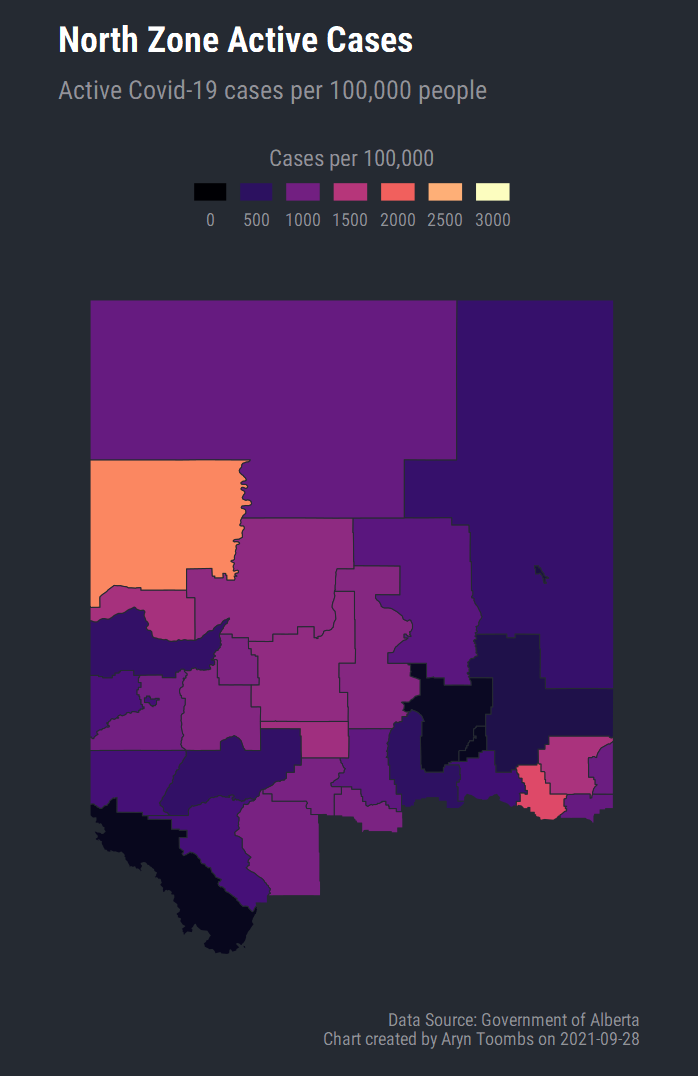 North Zone Active Cases
Active Covid-19 cases per 100,000 people
Cases per 100,000
0 500 1000 1500 2000 2500 3000
Data Source: Government of Alberta
Chart created by Aryn Toombs on 2021-09-28